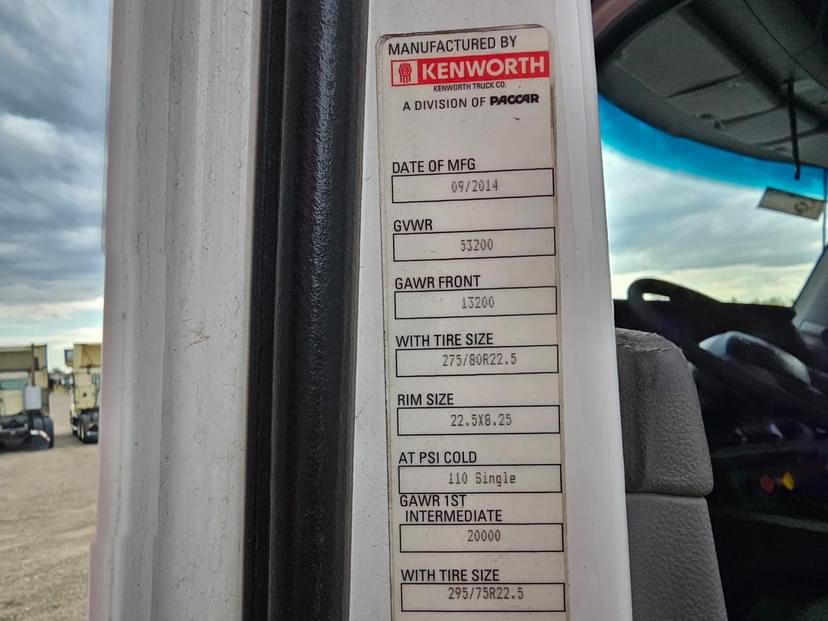 MANUFACTURED BY
KENWORTH
KENWORTH TRUCK CO.
A DIVISION OF PACCAR
DATE OF MFG
09/2014
GVWR
53200
GAWR FRONT
13200
WITH TIRE SIZE
275/80R22.5
RIM SIZE
22.5X8.25
AT PSI COLD
110 Single
GAWR 1ST
INTERMEDIATE
20000
WITH TIRE SIZE
295/75R22.5